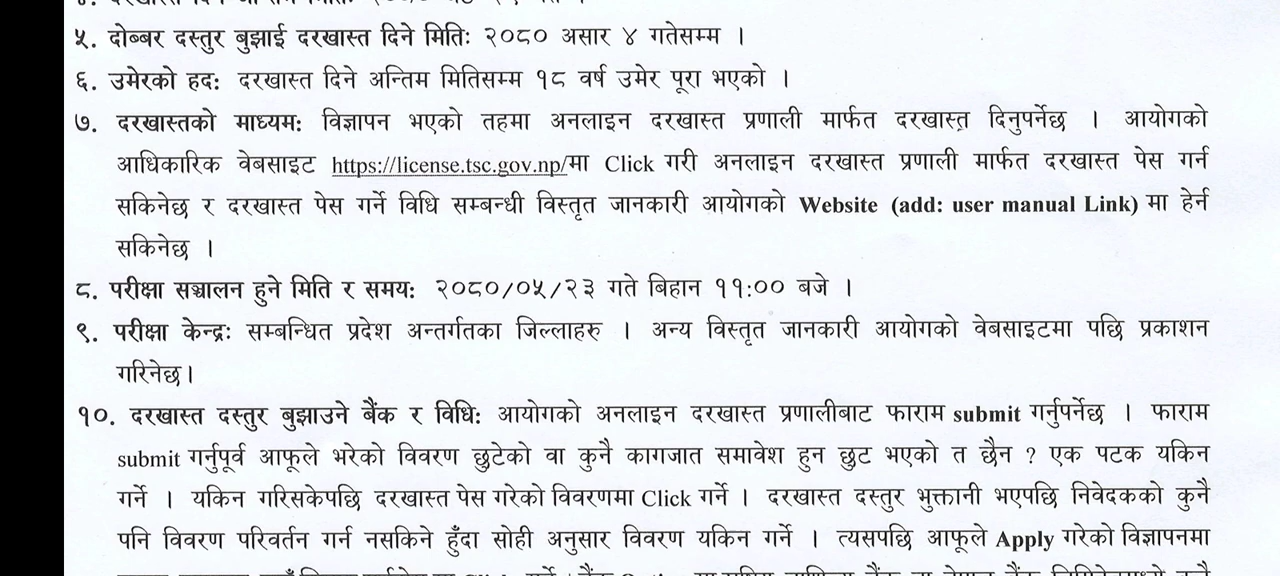 ५. दोब्बर दस्तुर बुझाई दरखास्त दिने मितिः २०८० असार ४ गतेसम्म ।
६. उमेरको हदः दरखास्त दिने अन्तिम मितिसम्म १८ वर्ष उमेर पूरा भएको ।
७. दरखास्तको माध्यमः विज्ञापन भएको तहमा अनलाइन दरखास्त प्रणाली मार्फत दरखास्त दिनुपर्नेछ । आयोगको
आधिकारिक वेबसाइट https://license.tsc.gov.np/मा Click गरी अनलाइन दरखास्त प्रणाली मार्फत दरखास्त पेस गर्न
सकिनेछ र दरखास्त पेस गर्ने विधि सम्बन्धी विस्तृत जानकारी आयोगको Website (add: user manual Link) मा हेर्न
सकिनेछ ।
८. परीक्षा सञ्चालन हुने मिति र समयः २०८०/०५/२३ गते बिहान ११:०० बजे ।
९. परीक्षा केन्द्रः सम्बन्धित प्रदेश अन्तर्गतका जिल्लाहरु । अन्य विस्तृत जानकारी आयोगको वेबसाइटमा पछि प्रकाशन
गरिनेछ।
१०. दरखास्त दस्तुर बुझाउने बैंक र विधिः आयोगको अनलाइन दरखास्त प्रणालीबाट फाराम submit गर्नुपर्नेछ । फाराम
submit गर्नुपूर्व आफूले भरेको विवरण छुटेको वा कुनै कागजात समावेश हुन छुट भएको त छैन ? एक पटक यकिन
गर्ने । यकिन गरिसकेपछि दरखास्त पेस गरेको विवरणमा Click गर्ने । दरखास्त दस्तुर भुक्तानी भएपछि निवेदकको कुनै
पनि विवरण परिवर्तन गर्न नसकिने हुँदा सोही अनुसार विवरण यकिन गर्ने । त्यसपछि आफूले Apply गरेको विज्ञापनमा